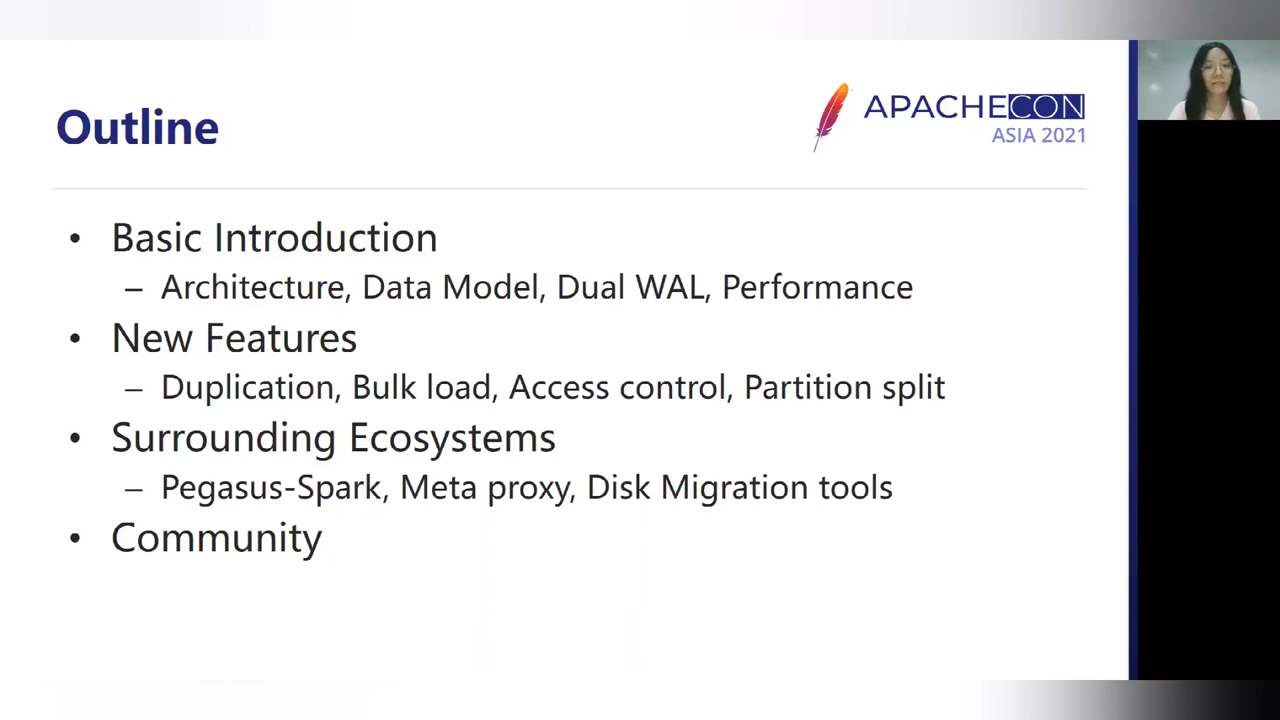 Outline
APACHECON
ASIA 2021
• Basic Introduction
– Architecture, Data Model, Dual WAL, Performance
• New Features
– Duplication, Bulk load, Access control, Partition split
• Surrounding Ecosystems
– Pegasus-Spark, Meta proxy, Disk Migration tools
• Community